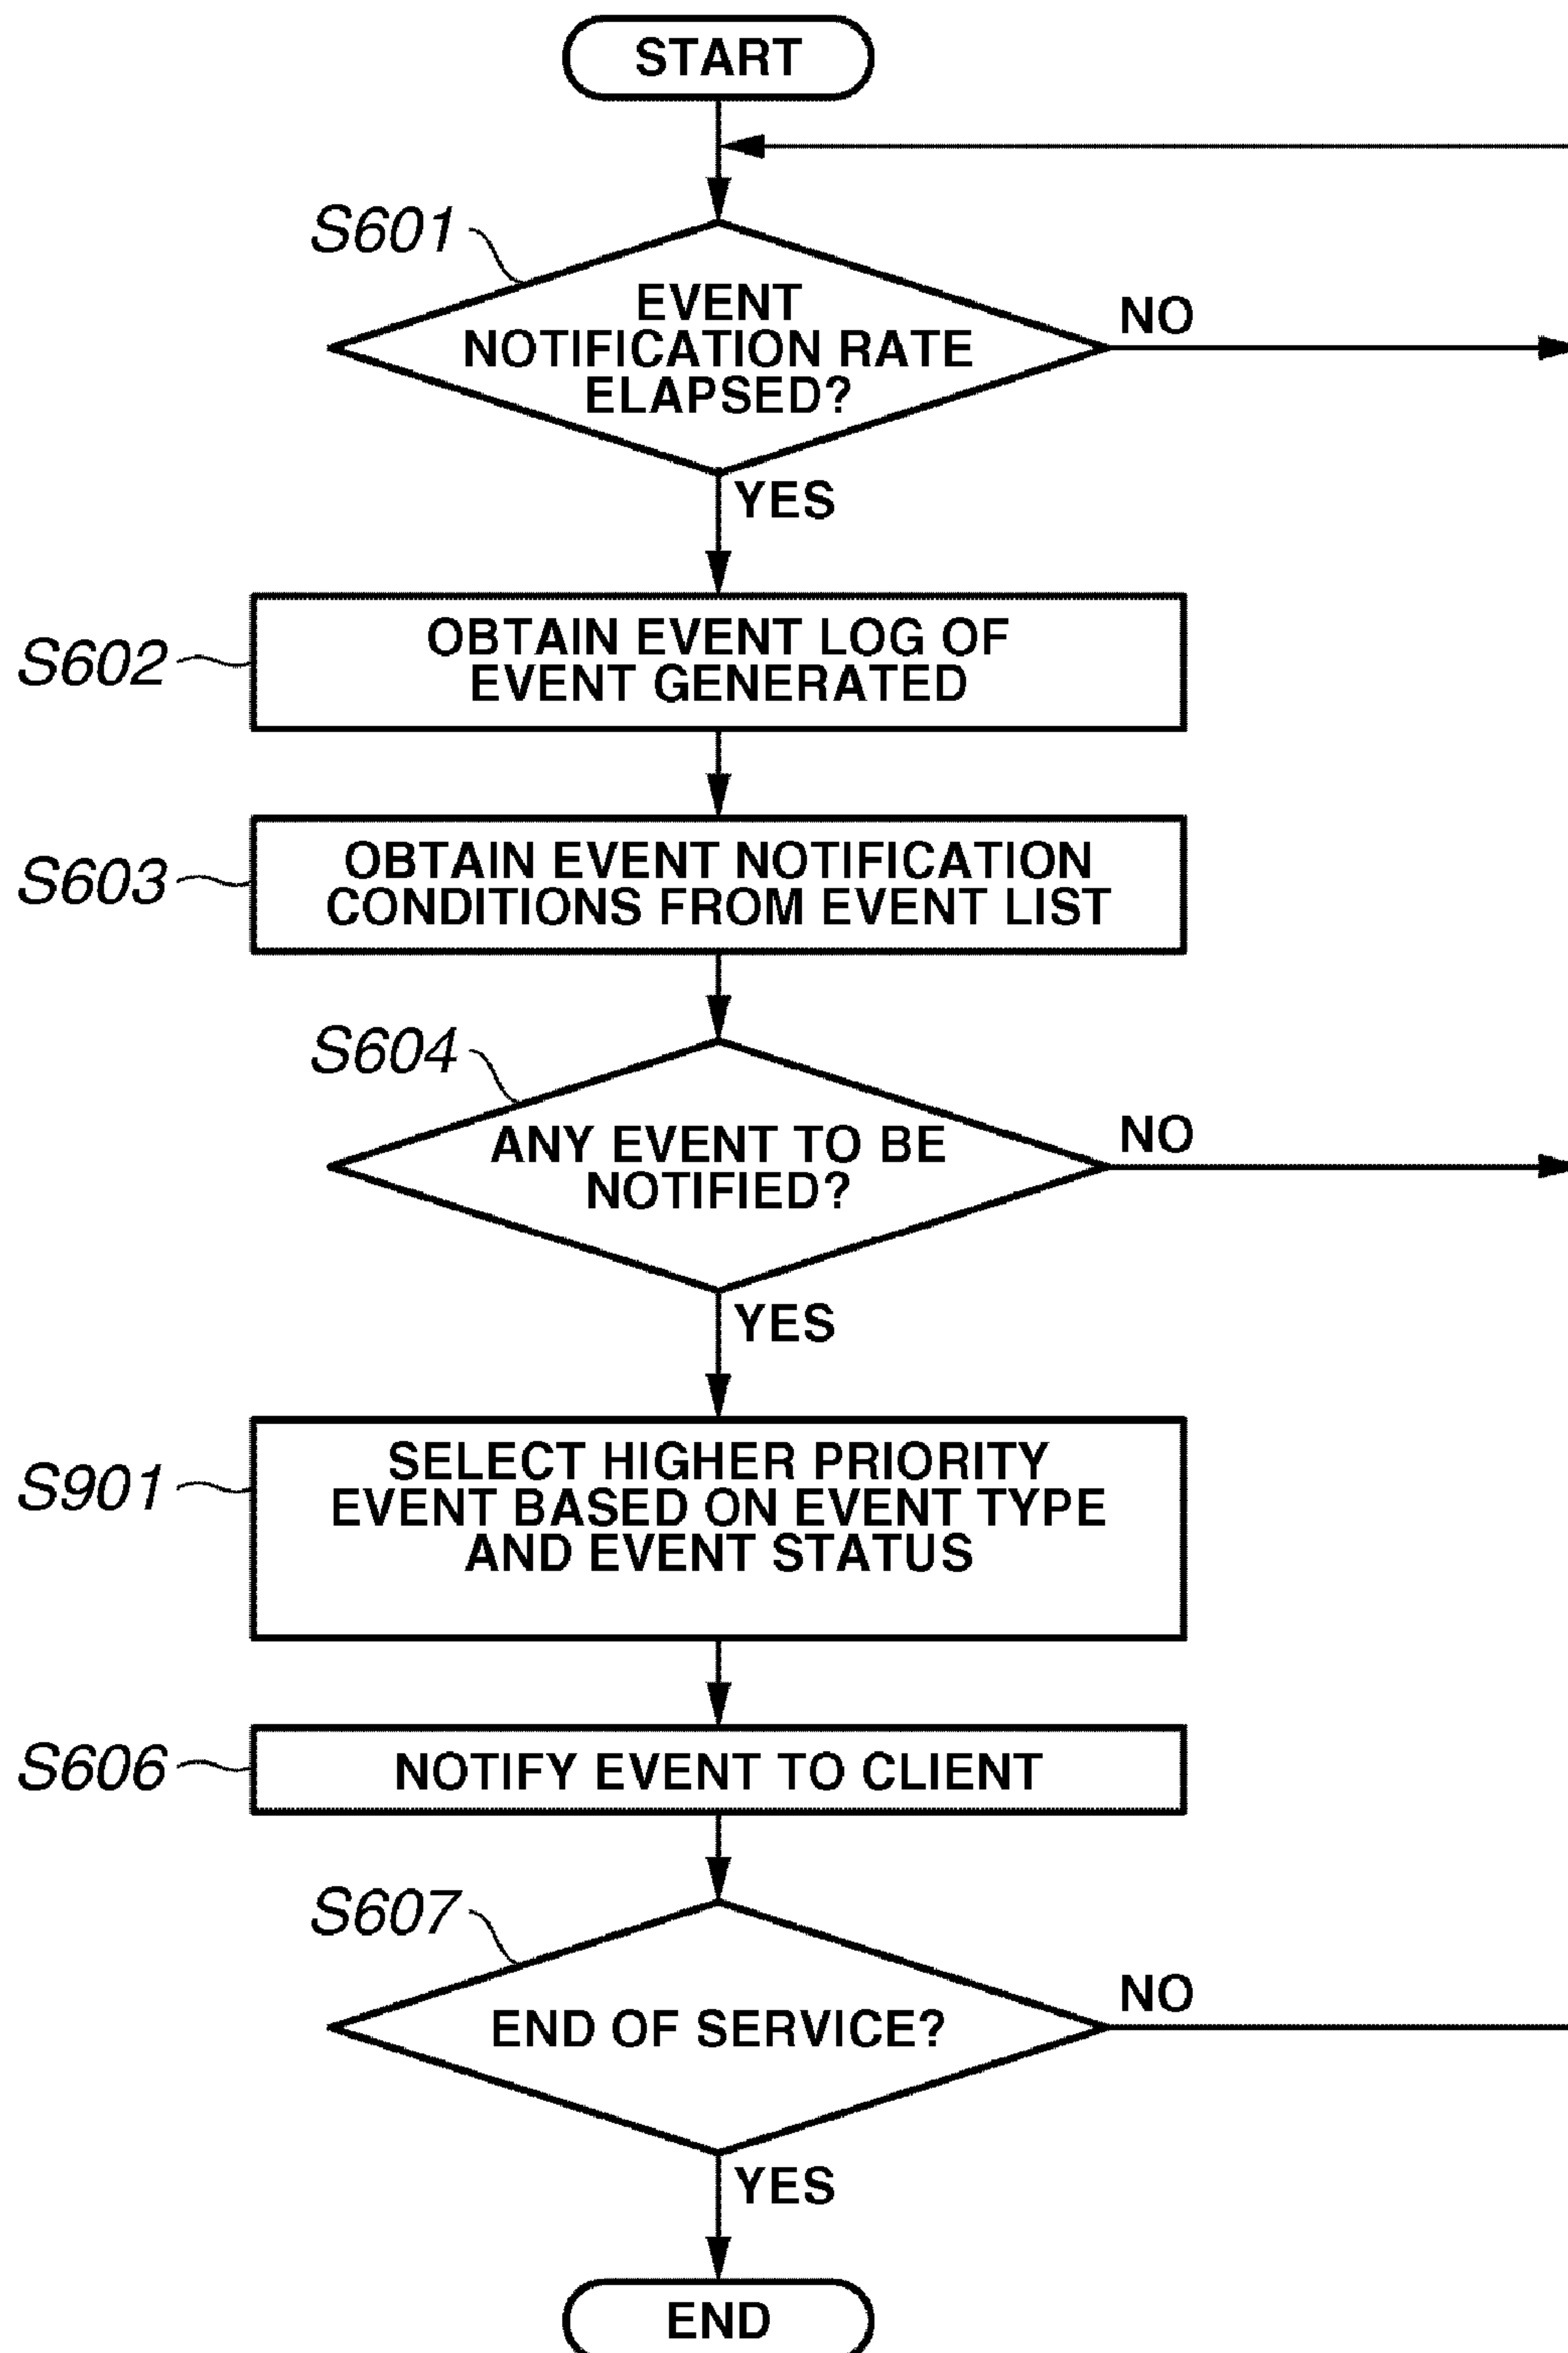 START
S601
EVENT
NOTIFICATION RATE
ELAPSED?
NO
YES
S602
OBTAIN EVENT LOG OF
EVENT GENERATED
S603
OBTAIN EVENT NOTIFICATION
CONDITIONS FROM EVENT LIST
S604
ANY EVENT TO BE
NOTIFIED?
NO
YES
S901
SELECT HIGHER PRIORITY
EVENT BASED ON EVENT TYPE
AND EVENT STATUS
S606
NOTIFY EVENT TO CLIENT
S607
END OF SERVICE?
NO
YES
END